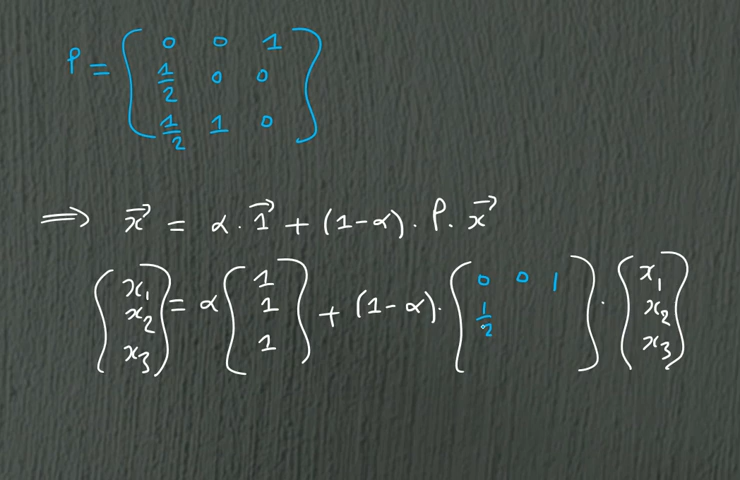 P = ( 0 0 1
1/2 0 0
1/2 1 0 )
⟹ x⃗ = α · 1⃗ + (1-α) · P · x⃗
( x₁ x₂ x₃ ) = α ( 1 1 1 ) + (1-α) · ( 0 0 1 1/2 ) · ( x₁ x₂ x₃ )